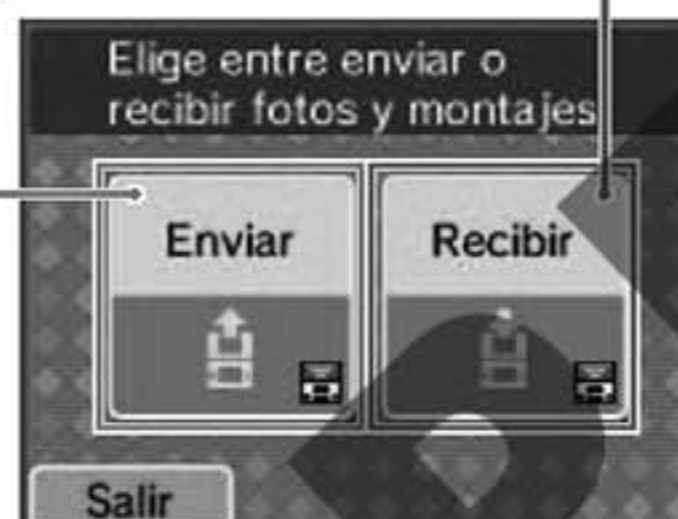 Elige entre enviar o
recibir fotos y montajes
Enviar
Recibir
Salir